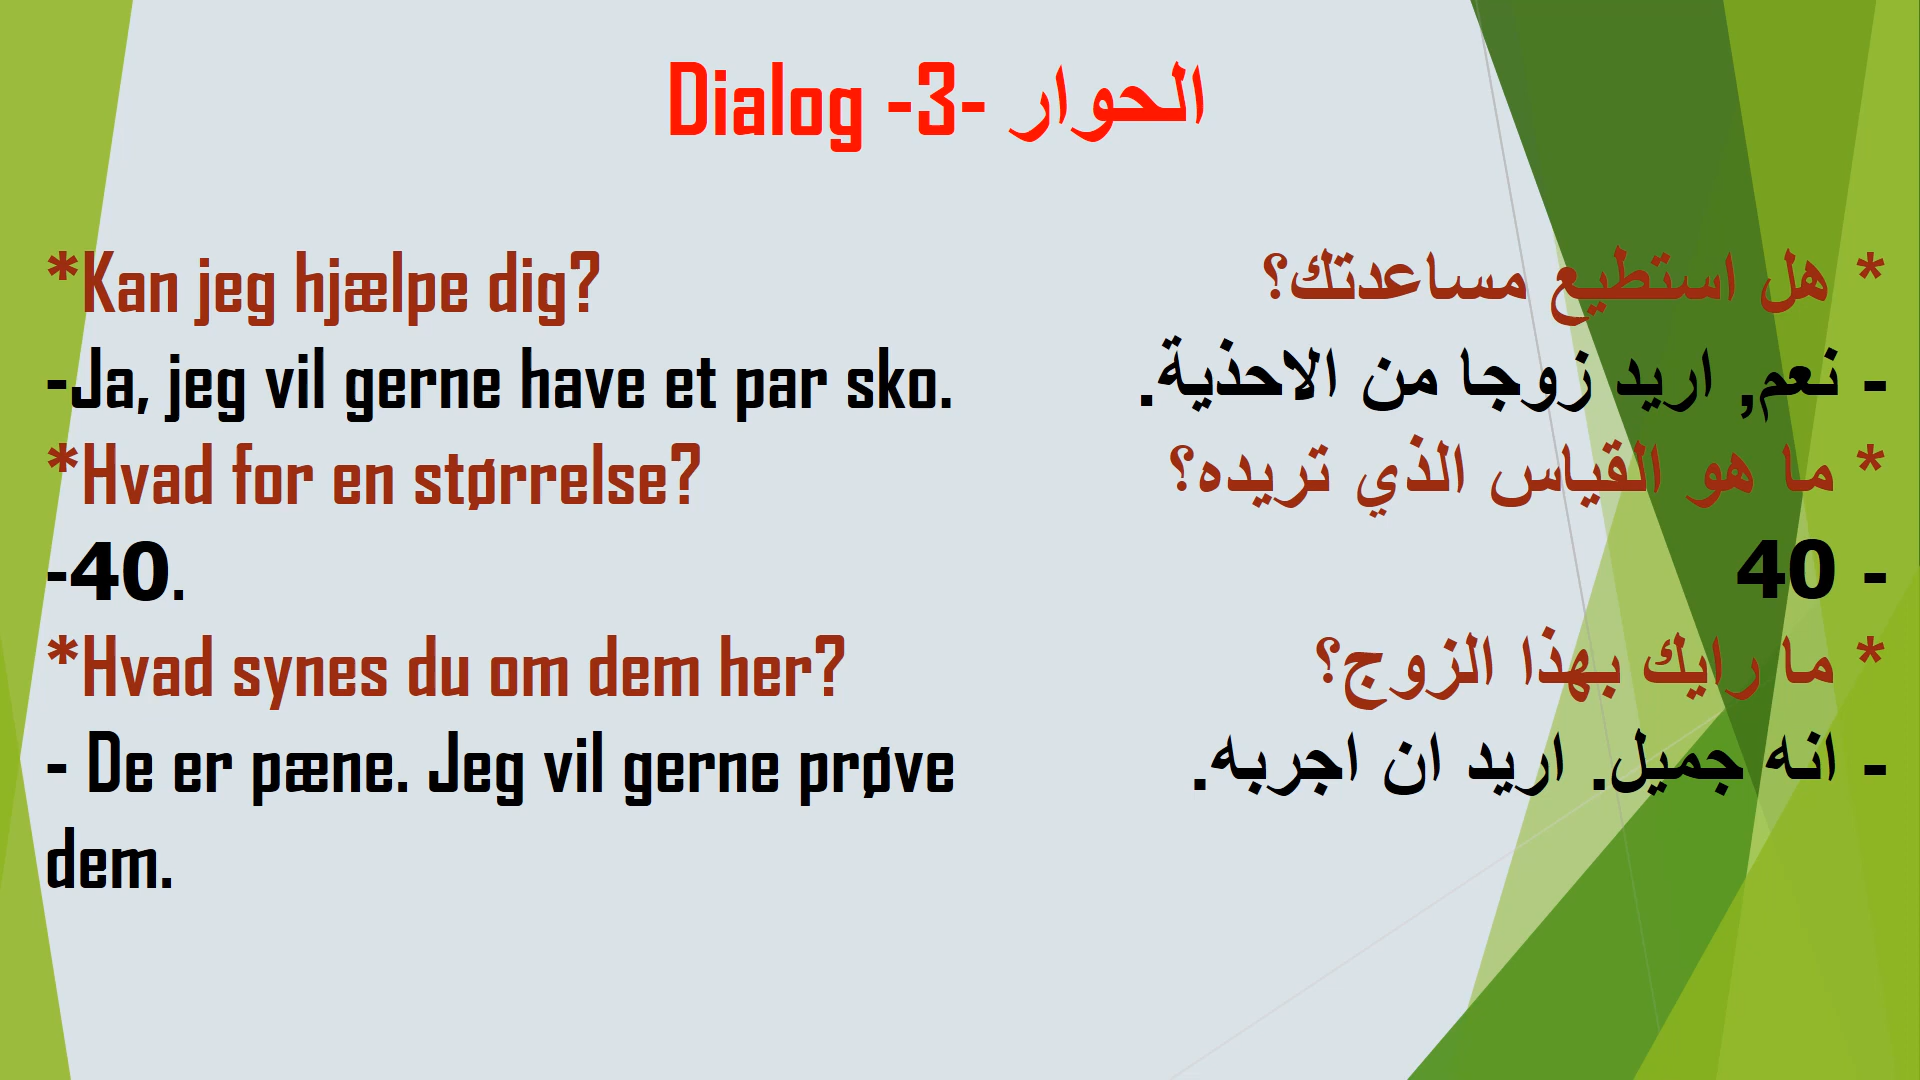 Dialog -3- الحوار
*Kan jeg hjælpe dig?
-Ja, jeg vil gerne have et par sko.
*Hvad for en størrelse?
-40.
*Hvad synes du om dem her?
- De er pæne. Jeg vil gerne prøve
dem.
* هل استطيع مساعدتك؟
- نعم, اريد زوجا من الاحذية.
* ما هو القياس الذي تريده؟
- 40
* ما رايك بهذا الزوج؟
- انه جميل. اريد ان اجربه.